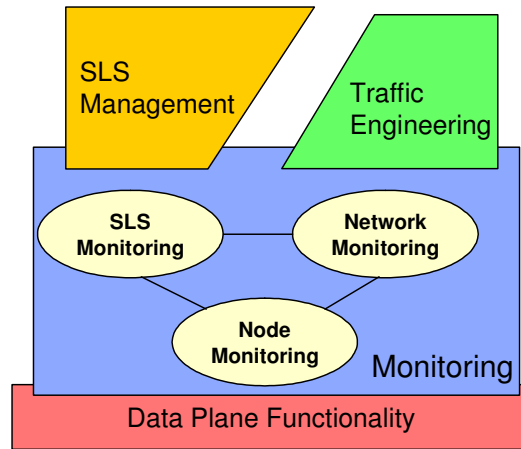 SLS
Management
Traffic
Engineering
SLS
Monitoring
Network
Monitoring
Node
Monitoring
Monitoring
Data Plane Functionality